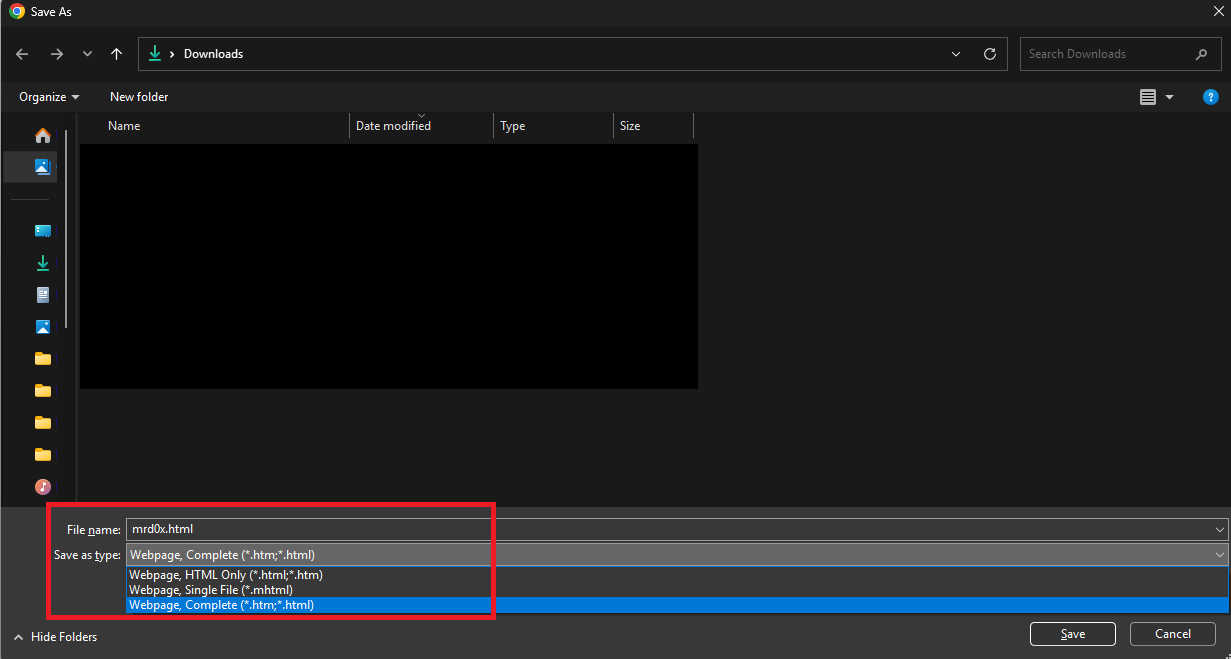 Save As
Downloads
Search Downloads
Organize
New folder
?
Name
Date modified
Type
Size
File name: mrd0x.html
Save as type: Webpage, Complete (*.htm;*.html)
Webpage, HTML Only (*.html;*.htm)
Webpage, Single File (*.mhtml)
Webpage, Complete (*.htm;*.html)
Hide Folders
Save
Cancel